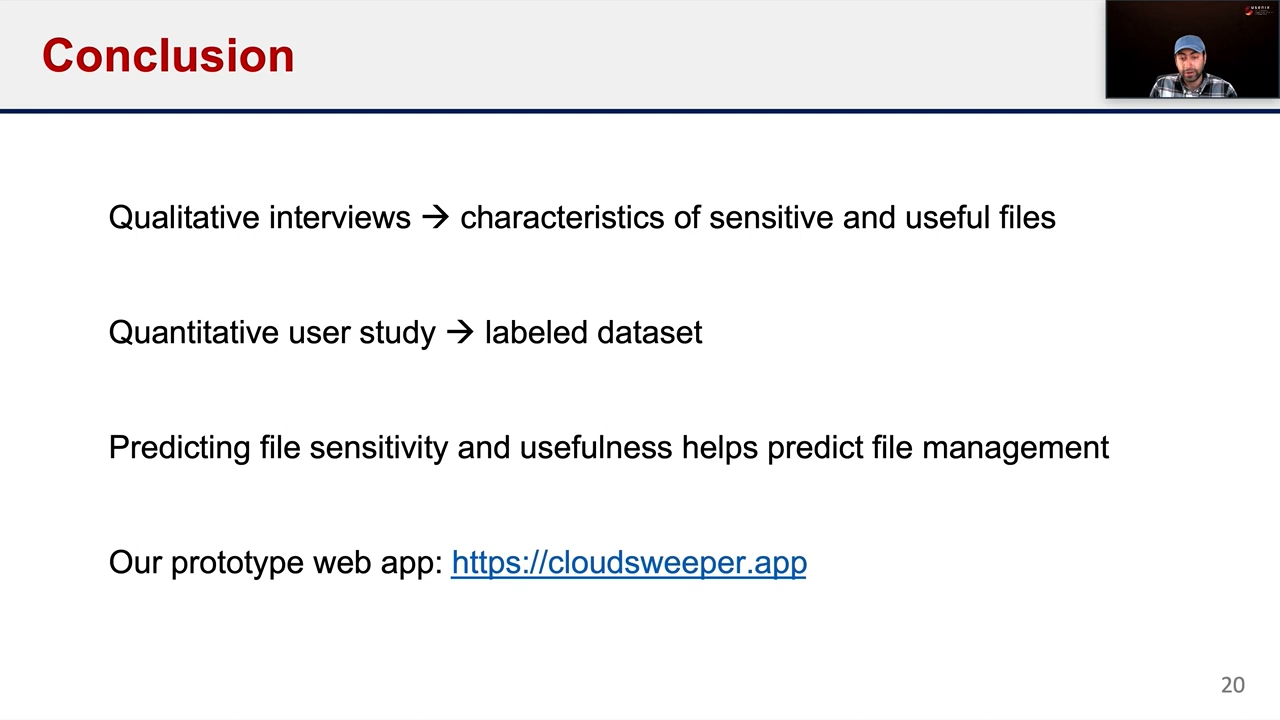 Conclusion
usenix
Qualitative interviews → characteristics of sensitive and useful files
Quantitative user study → labeled dataset
Predicting file sensitivity and usefulness helps predict file management
Our prototype web app: https://cloudsweeper.app
20